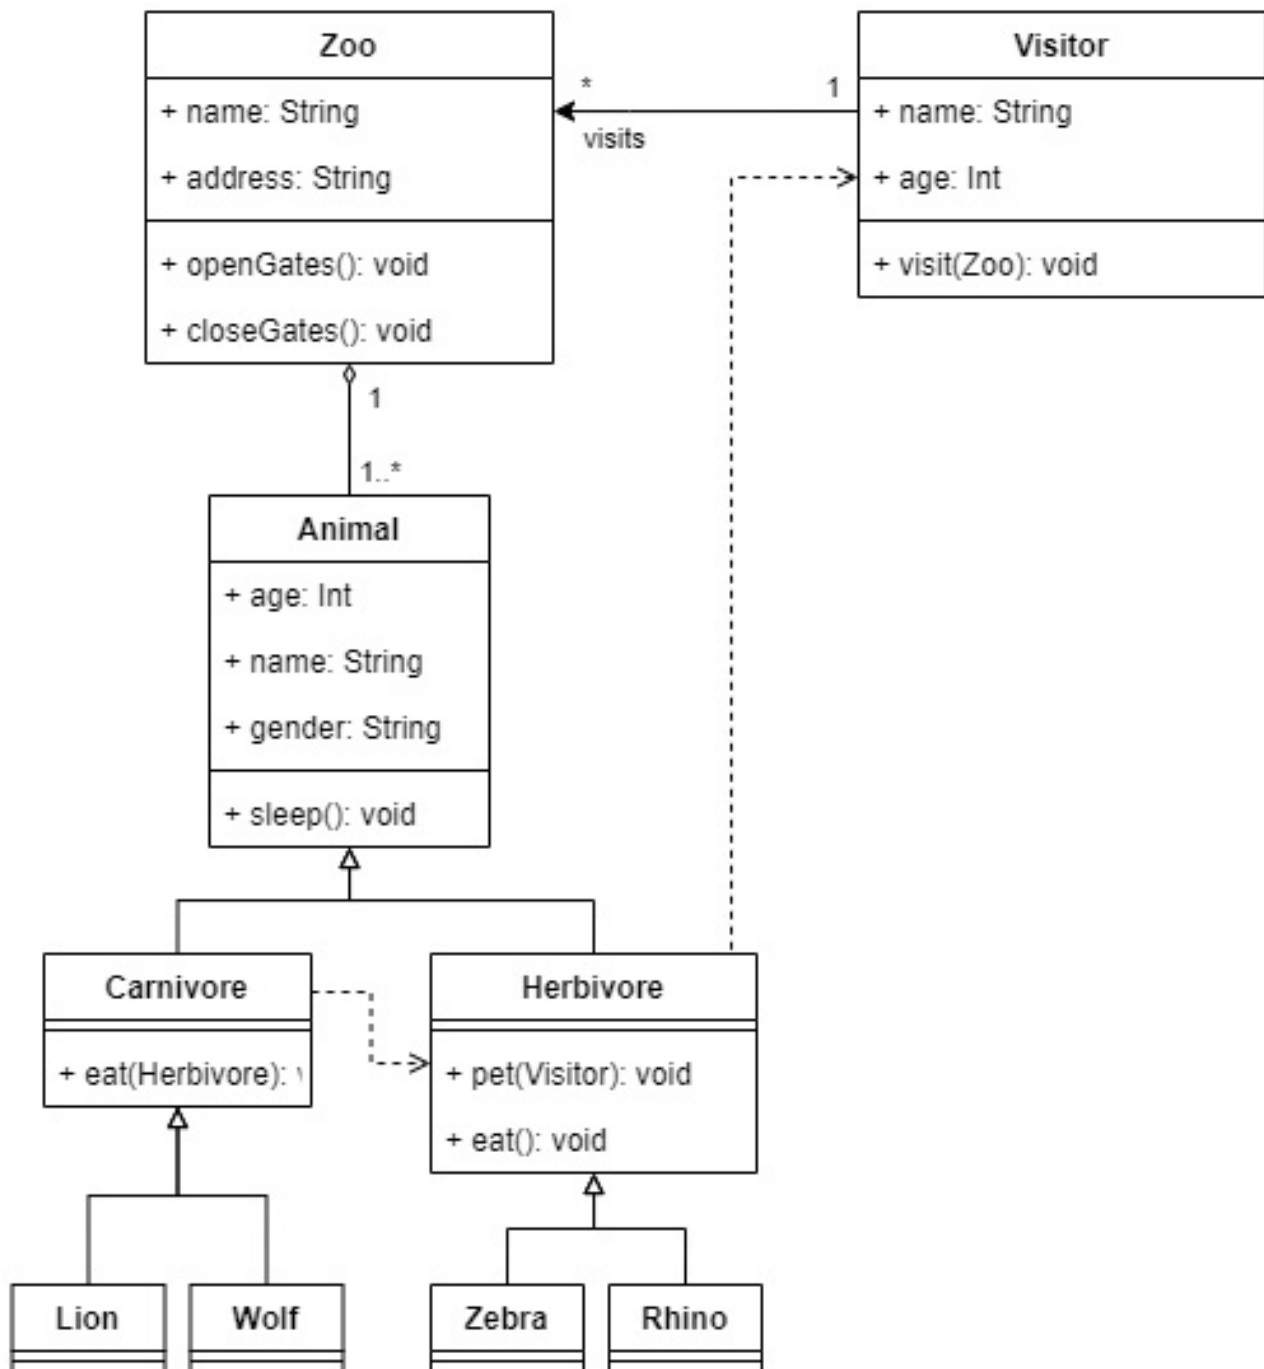 Zoo
+ name: String
+ address: String
+ openGates(): void
+ closeGates(): void
Visitor
+ name: String
+ age: Int
+ visit(Zoo): void
*
1
visits
1
1..*
Animal
+ age: Int
+ name: String
+ gender: String
+ sleep(): void
Carnivore
+ eat(Herbivore):
Herbivore
+ pet(Visitor): void
+ eat(): void
Lion
Wolf
Zebra
Rhino